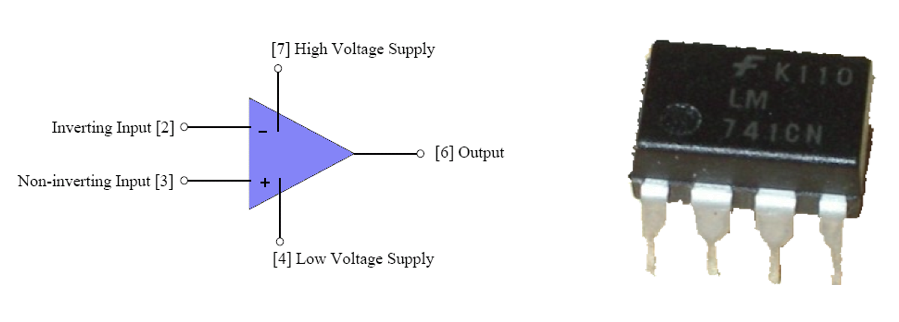 [7] High Voltage Supply
Inverting Input [2]
-
Non-inverting Input [3]
+
[6] Output
[4] Low Voltage Supply
K110
LM
741CN